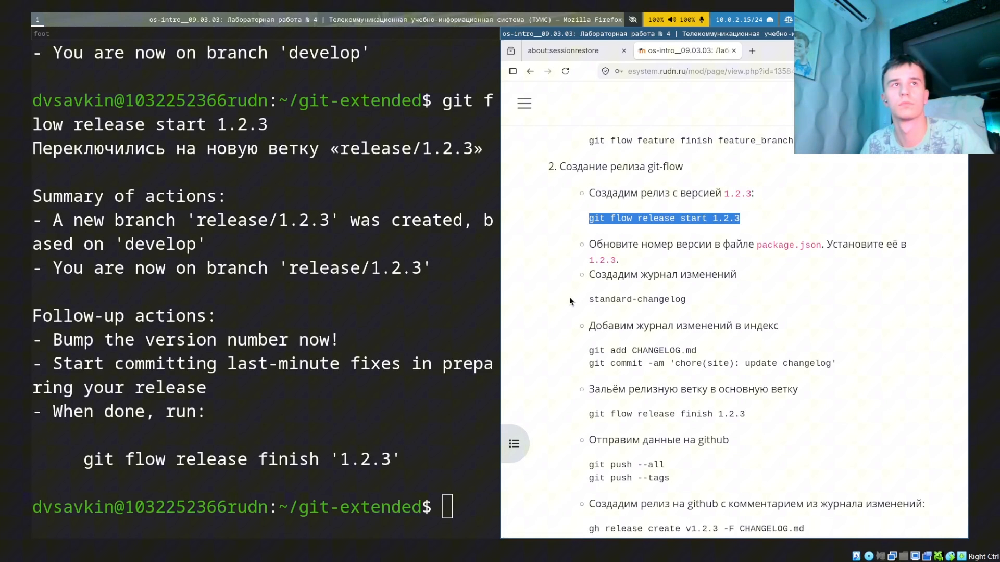 1
os-intro__09.03.03: Лабораторная работа № 4 | Телекоммуникационная учебно-информационная система (ТУИС) — Mozilla Firefox
100% 100%
10.0.2.15/24
foot
- You are now on branch 'develop'
dvsavkin@1032252366rudn:~/git-extended$ git f
low release start 1.2.3
Переключились на новую ветку «release/1.2.3»
Summary of actions:
- A new branch 'release/1.2.3' was created, b
ased on 'develop'
- You are now on branch 'release/1.2.3'
Follow-up actions:
- Bump the version number now!
- Start committing last-minute fixes in prepa
ring your release
- When done, run:
git flow release finish '1.2.3'
dvsavkin@1032252366rudn:~/git-extended$
os-intro__09.03.03: Лабораторная работа № 4 | Телекоммуникационная учебно-и
about:sessionrestore
os-intro__09.03.03: Лаб
esystem.rudn.ru/mod/page/view.php?id=1358
git flow feature finish feature_branch
2. Создание релиза git-flow
Создадим релиз с версией 1.2.3:
git flow release start 1.2.3
Обновите номер версии в файле package.json. Установите её в
1.2.3.
Создадим журнал изменений
standard-changelog
Добавим журнал изменений в индекс
git add CHANGELOG.md
git commit -am 'chore(site): update changelog'
Зальём релизную ветку в основную ветку
git flow release finish 1.2.3
Отправим данные на github
git push --all
git push --tags
Создадим релиз на github с комментарием из журнала изменений:
gh release create v1.2.3 -F CHANGELOG.md
Right Ctrl